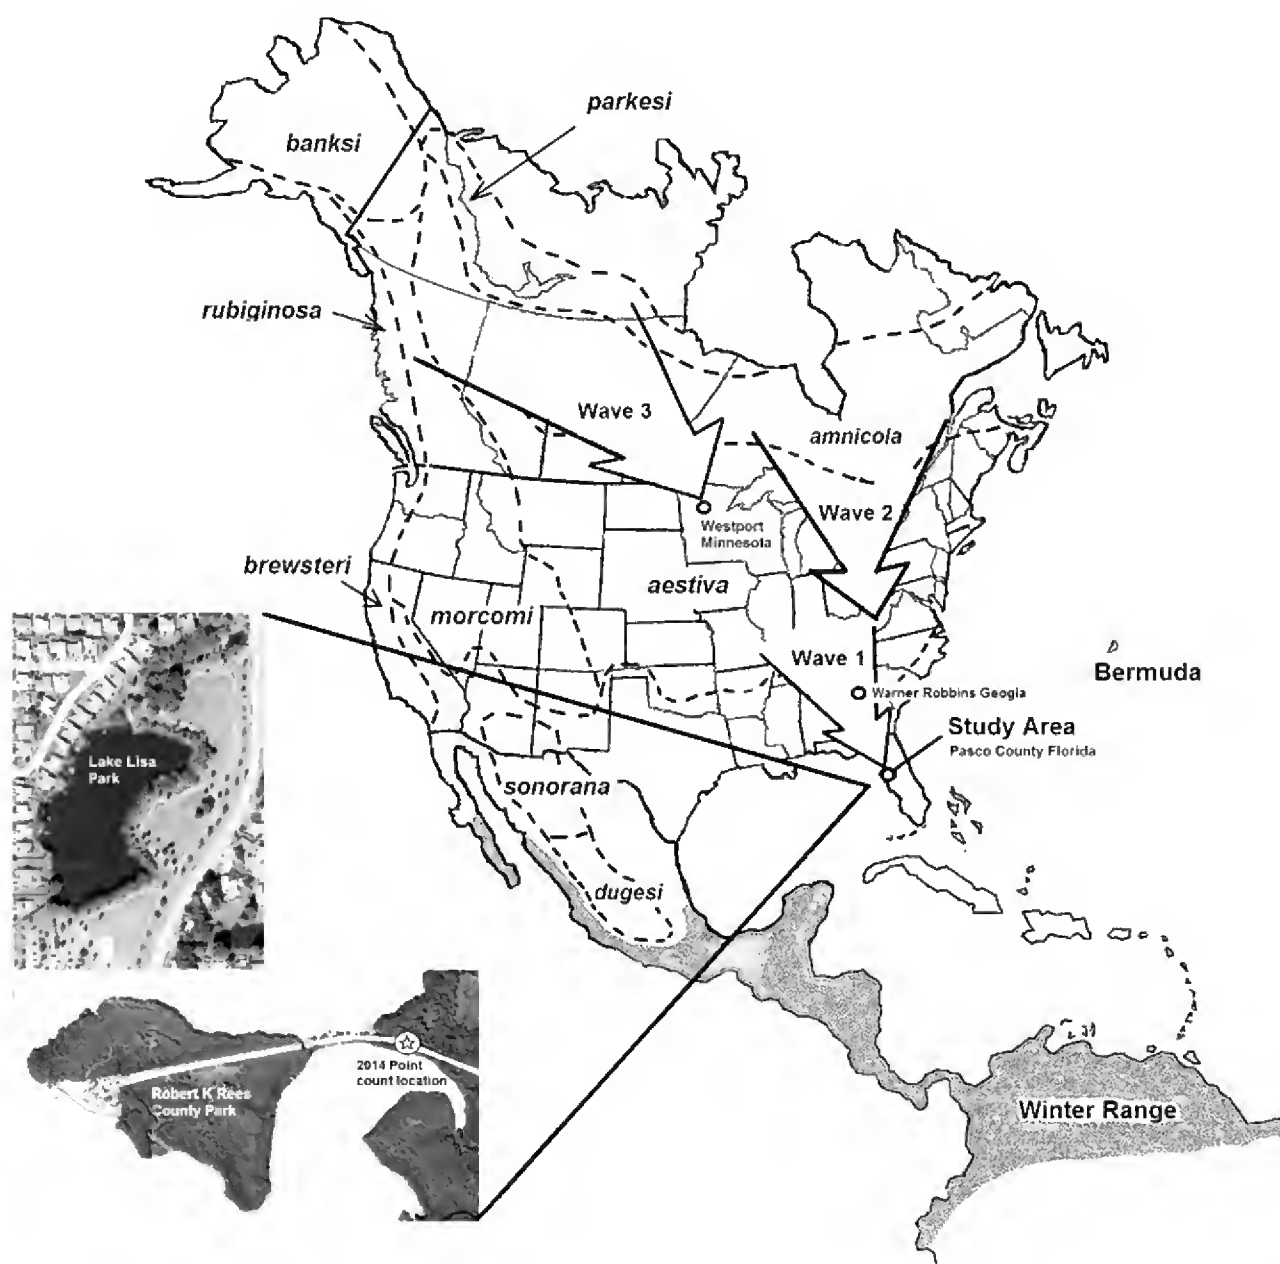 parkesi
banksi
rubiginosa
Wave 3
amnicola
Wave 2
Westport
Minnesota
brewsteri
aestiva
morcomi
Wave 1
Bermuda
Warner Robbins Geogia
Study Area
Pasco County Florida
Lake Lisa
Park
sonorana
dugesi
2014 Point
count location
Robert K Rees
County Park
Winter Range